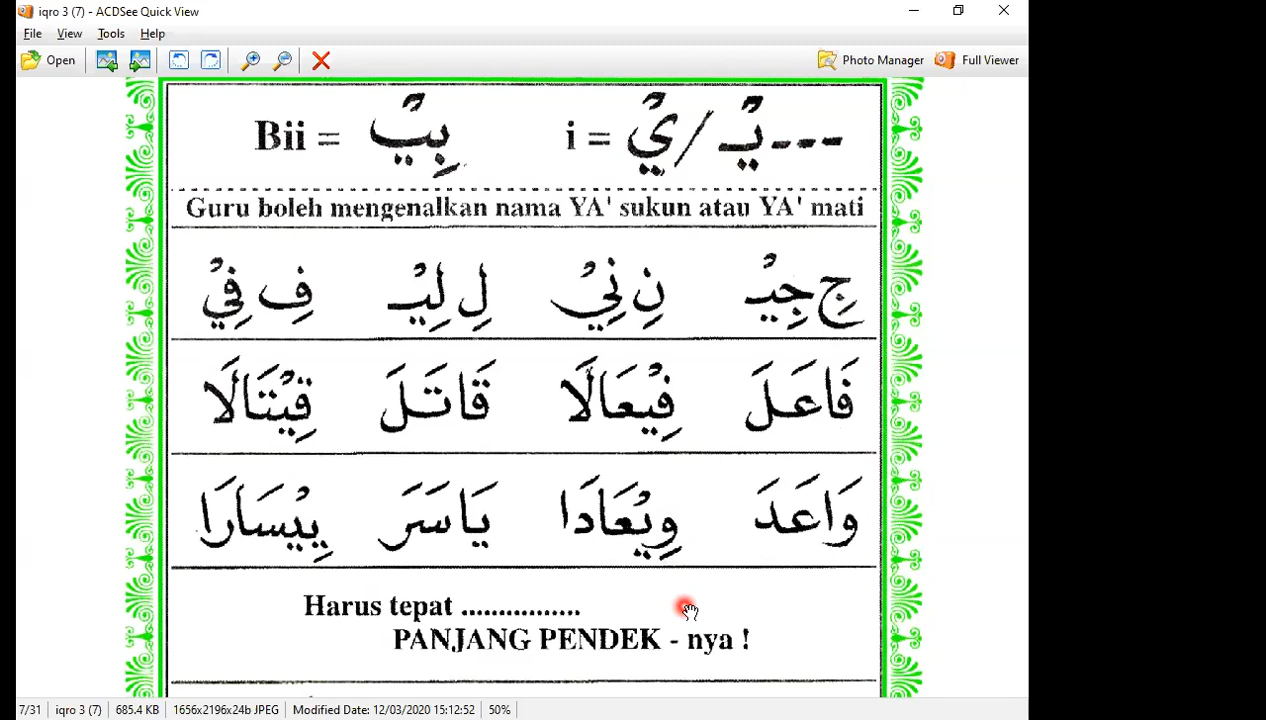 iqro 3 (7) - ACDSee Quick View
File View Tools Help
Open Photo Manager Full Viewer
Bii = بِيْـ i = ---يْـ / يْ
Guru boleh mengenalkan nama YA' sukun atau YA' mati
جِ جِيْـ نِ نِيْ لِ لِيْـ فِ فِيْ
فَاعَلَ فِيْعَالَا قَاتَلَ قِيْتَالَا
وَاعَدَ وِيْعَادَا يَاسَرَ يِيْسَارَا
Harus tepat ................
PANJANG PENDEK - nya !
7/31 iqro 3 (7) 685.4 KB 1656x2196x24b JPEG Modified Date: 12/03/2020 15:12:52 50%